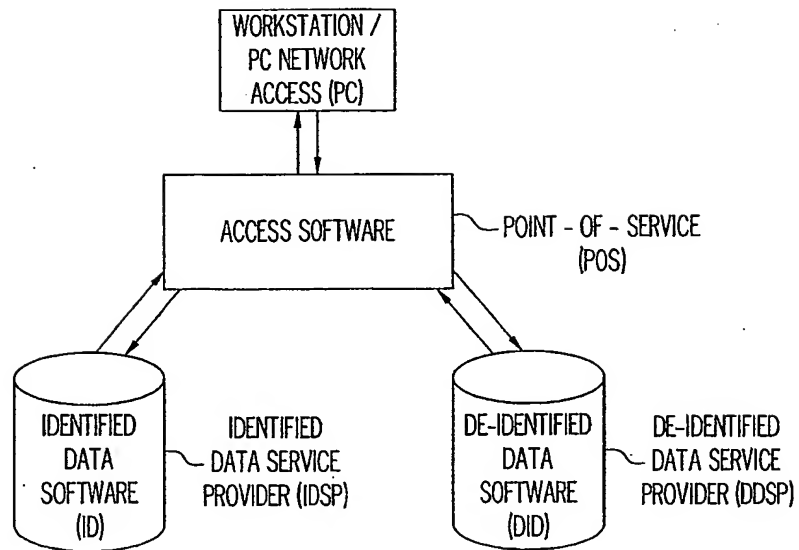 WORKSTATION /
PC NETWORK
ACCESS (PC)
ACCESS SOFTWARE
POINT - OF - SERVICE
(POS)
IDENTIFIED
DATA
SOFTWARE
(ID)
IDENTIFIED
DATA SERVICE
PROVIDER (IDSP)
DE-IDENTIFIED
DATA
SOFTWARE
(DID)
DE-IDENTIFIED
DATA SERVICE
PROVIDER (DDSP)